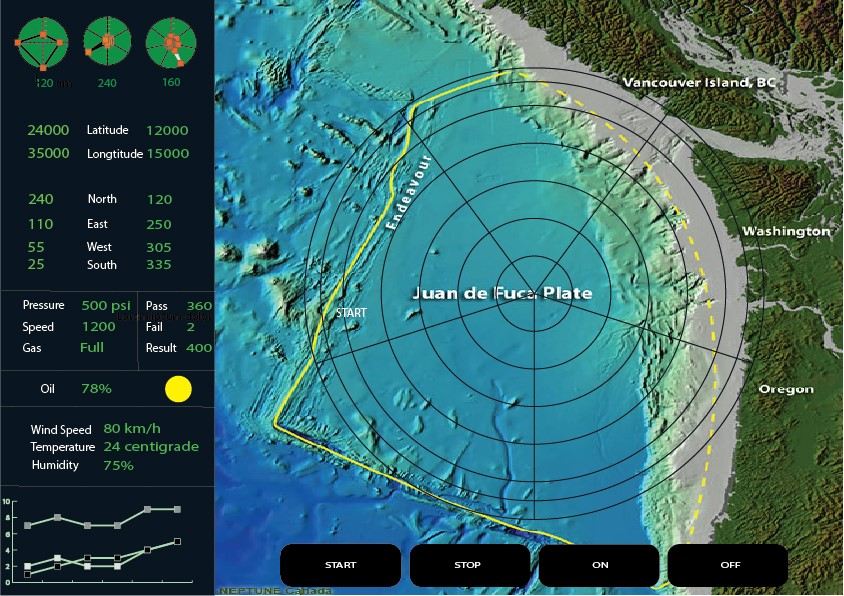 120
240
160
24000 Latitude 12000
35000 Longtitude 15000
240 North 120
110 East 250
55 West 305
25 South 335
Pressure 500 psi Pass 360
Speed 1200 Fail 2
Gas Full Result 400
Oil 78%
Wind Speed 80 km/h
Temperature 24 centigrade
Humidity 75%
10
8
6
4
2
0
Vancouver Island, BC
Endeavour
Washington
Juan de Fuca Plate
START
Oregon
START STOP ON OFF
NEPTUNE Canada